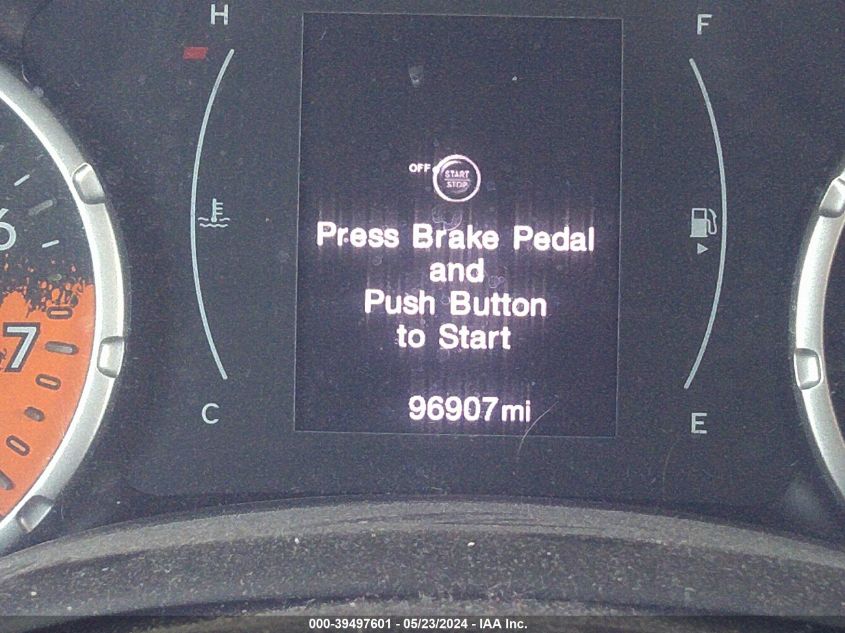 H
F
OFF
START
STOP
6
Press Brake Pedal
and
Push Button
to Start
7
96907mi
C
E
000-39497601 - 05/23/2024 - IAA Inc.